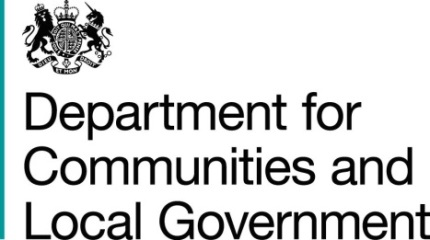 Department for
Communities and
Local Government